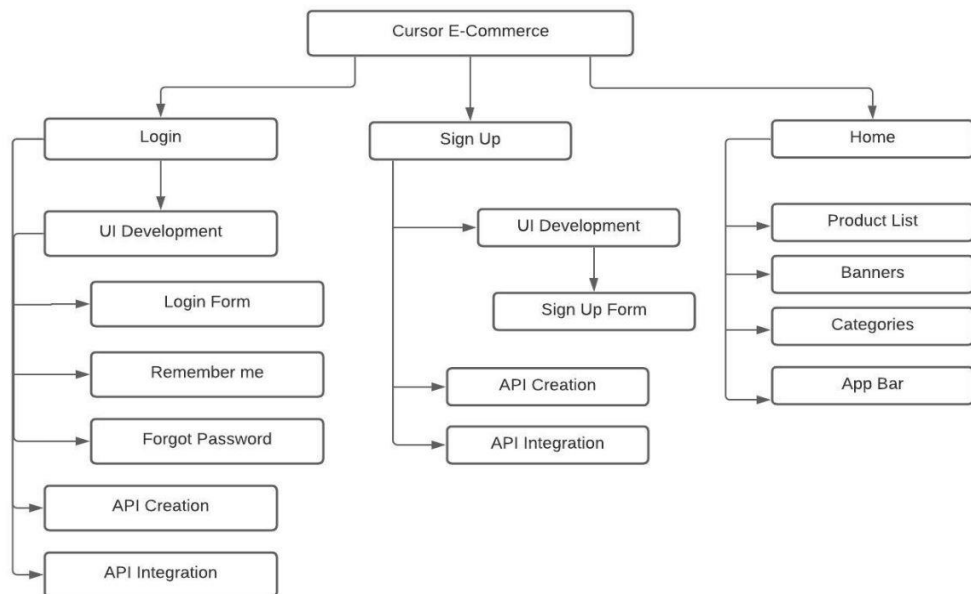 Cursor E-Commerce
Login
UI Development
Login Form
Remember me
Forgot Password
API Creation
API Integration
Sign Up
UI Development
Sign Up Form
API Creation
API Integration
Home
Product List
Banners
Categories
App Bar